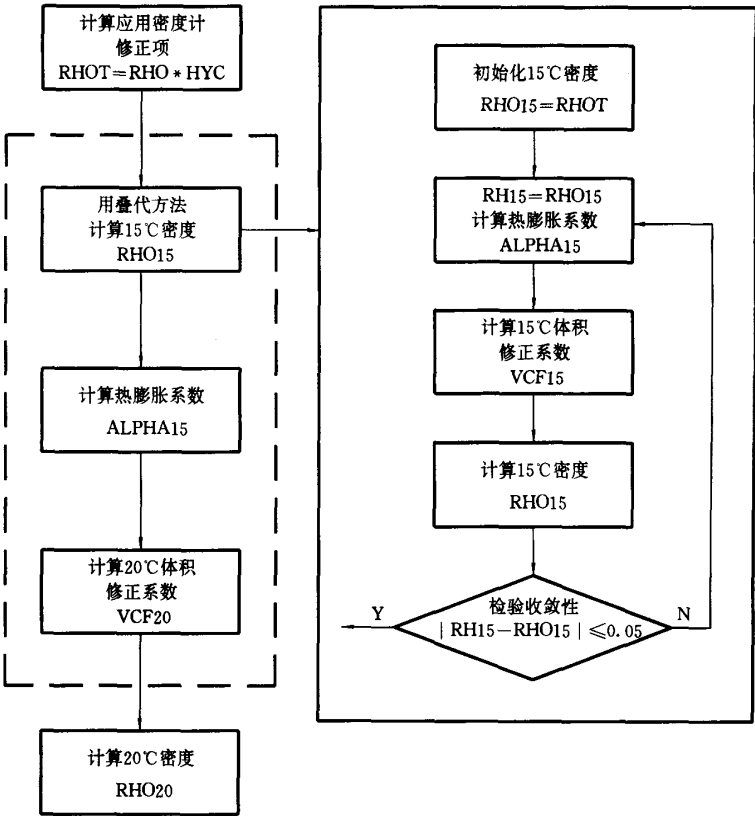 计算应用密度计
修正项
RHOT=RHO*HYC
用叠代方法
计算15℃密度
RHO15
计算热膨胀系数
ALPHA15
计算20℃体积
修正系数
VCF20
计算20℃密度
RHO20
初始化15℃密度
RHO15=RHOT
RH15=RHO15
计算热膨胀系数
ALPHA15
计算15℃体积
修正系数
VCF15
计算15℃密度
RHO15
检验收敛性
Y
|RH15-RHO15|≤0.05
N